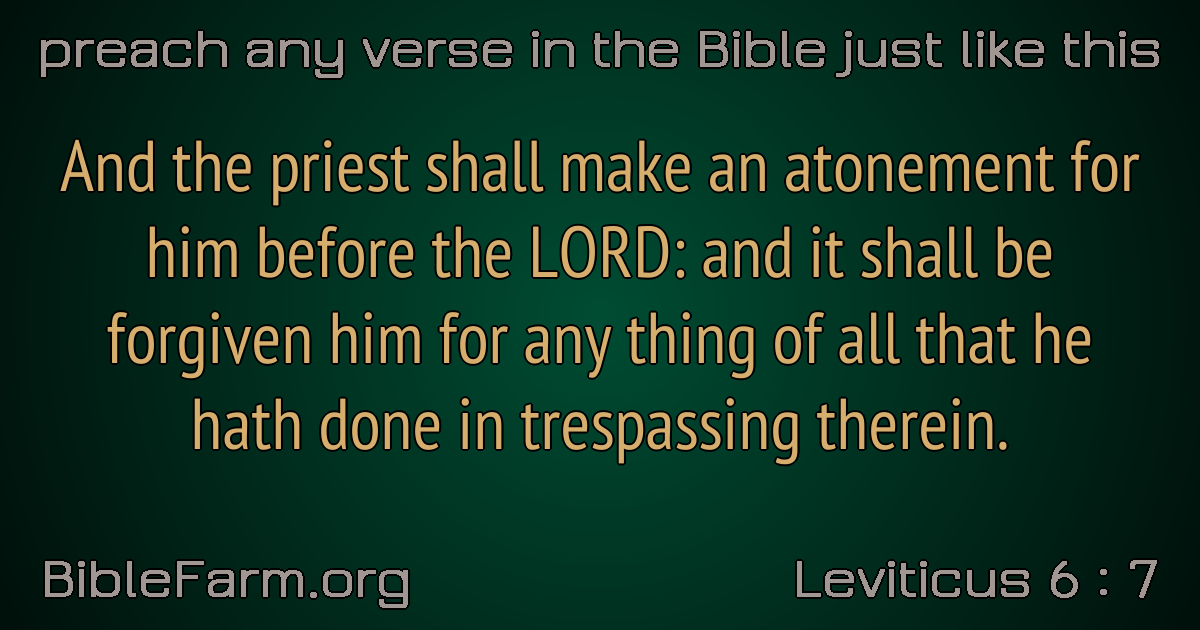 preach any verse in the Bible just like this
And the priest shall make an atonement for
him before the LORD: and it shall be
forgiven him for any thing of all that he
hath done in trespassing therein.
BibleFarm.org
Leviticus 6 : 7